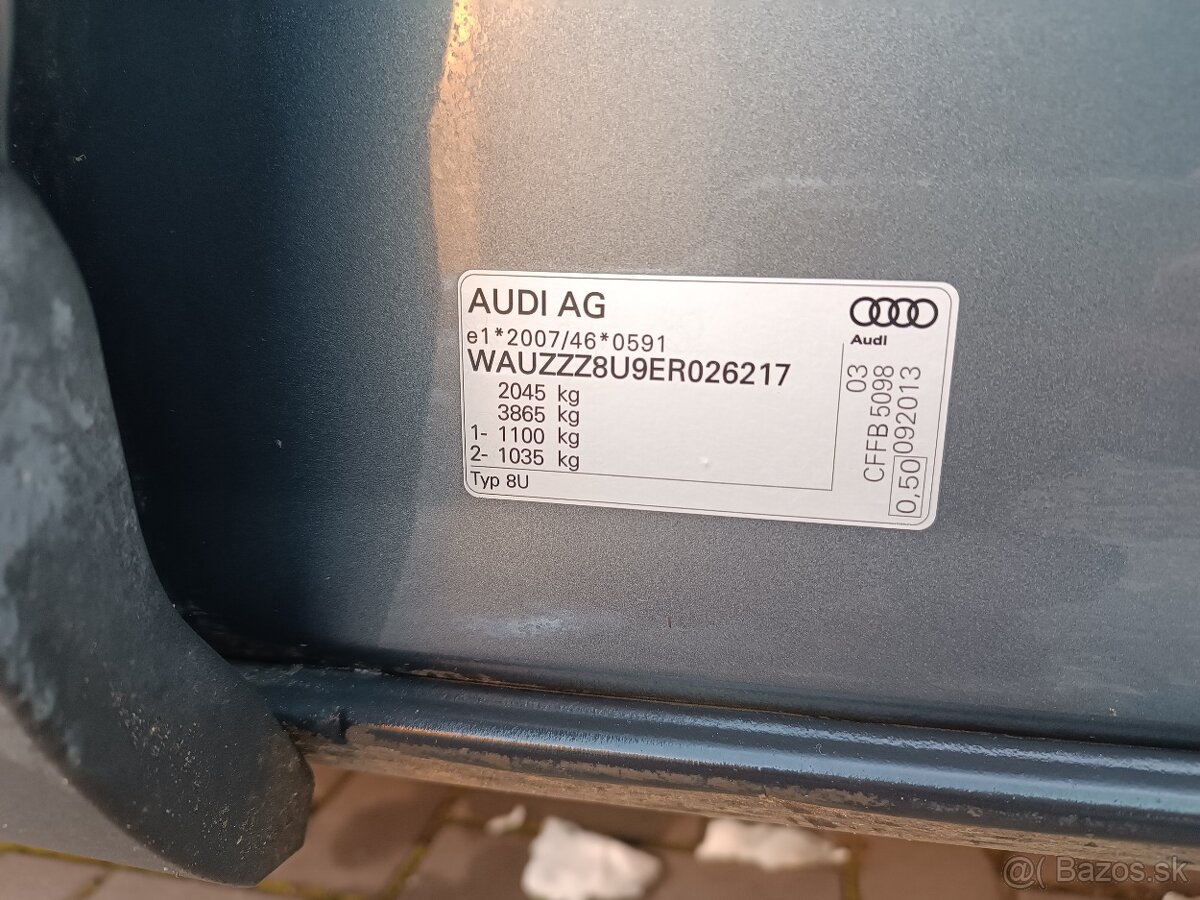 AUDI AG
Audi
e1*2007/46*0591
WAUZZZ8U9ER026217
2045 kg
3865 kg
1- 1100 kg
2- 1035 kg
Typ 8U
03
CFFB 5098
0,50 092013
@( Bazos.sk